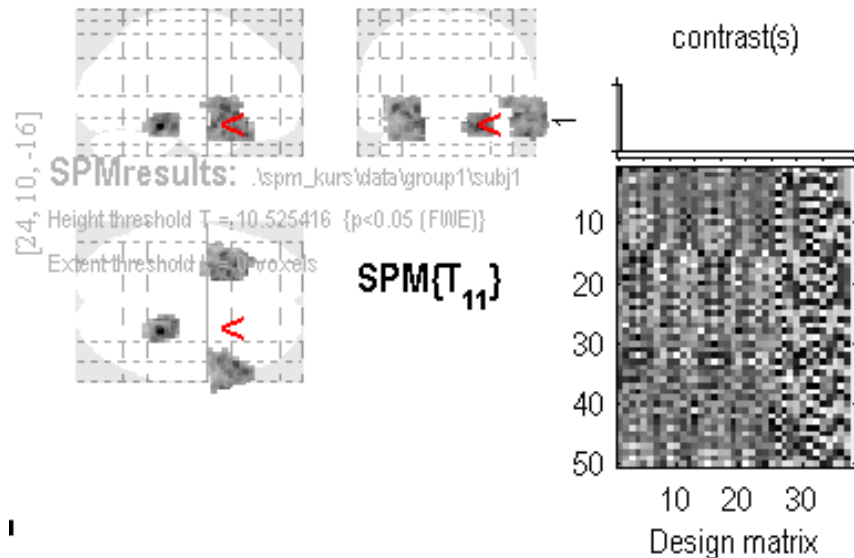 contrast(s)
1
[24, 10, -16]
SPMresults: .\spm_kurs\data\group1\subj1
Height threshold T = 10.525416 {p<0.05 (FWE)}
Extent threshold voxels
SPM{T11}
10
20
30
40
50
10 20 30
Design matrix